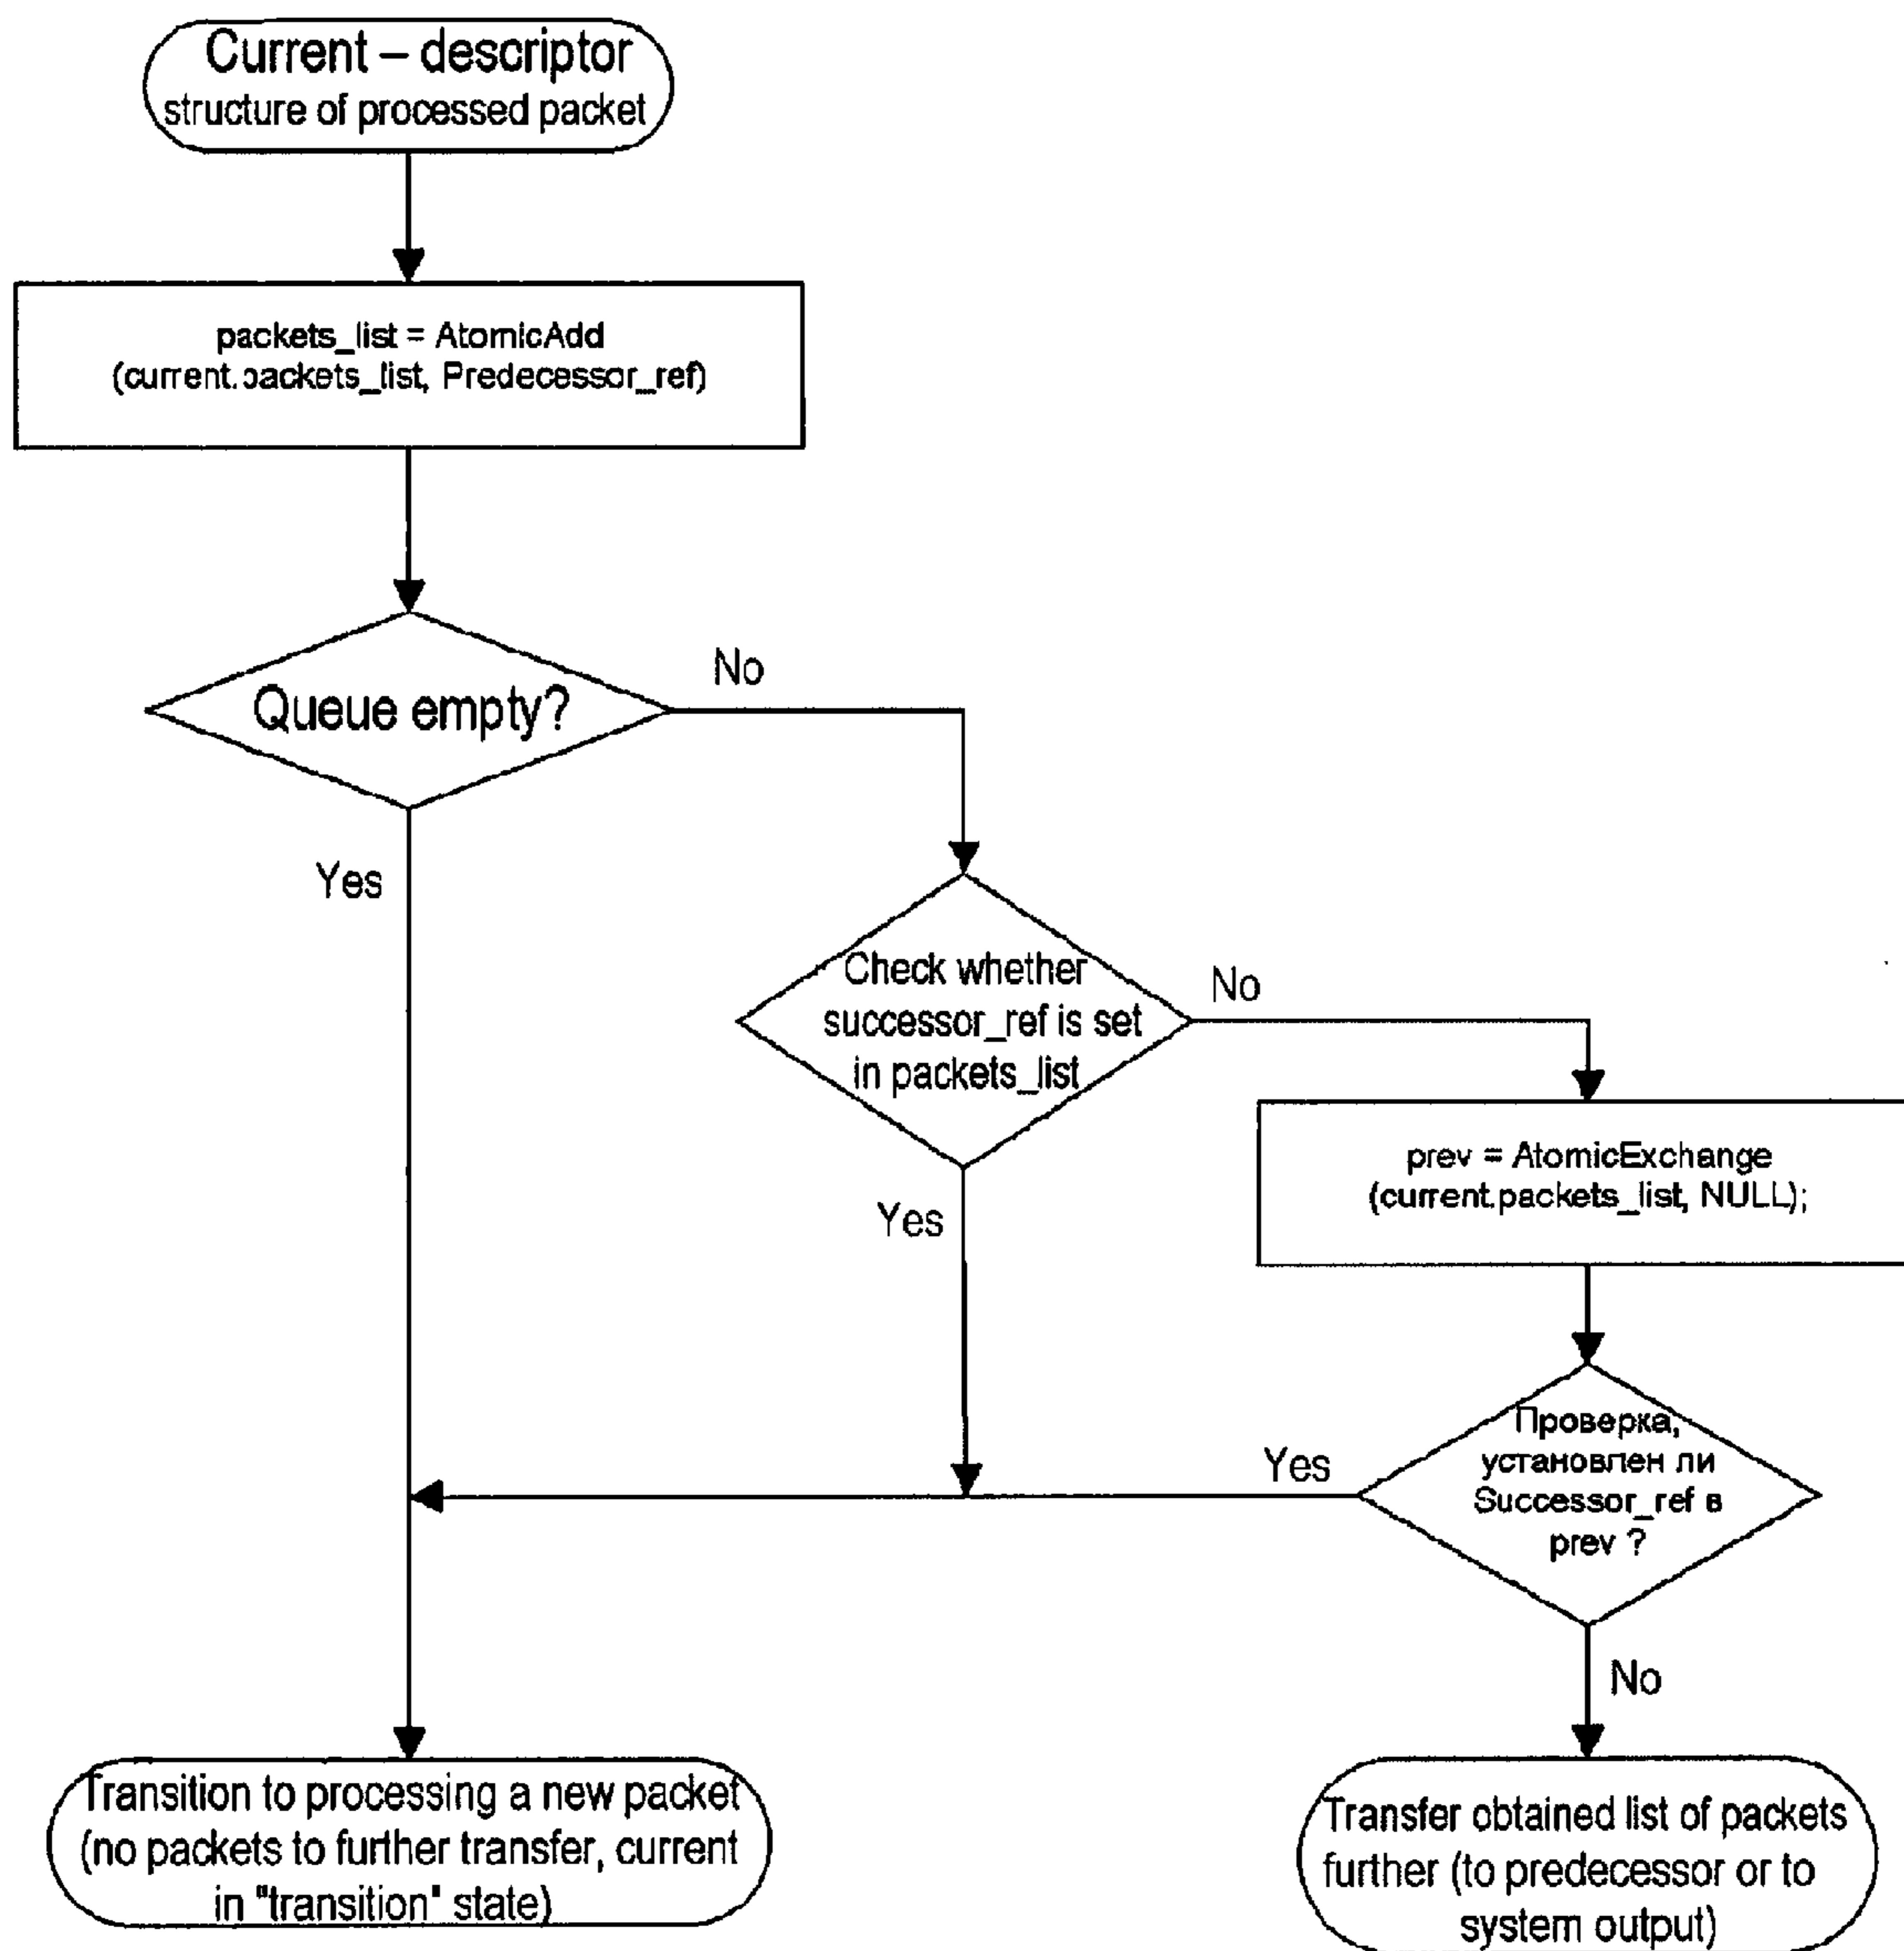 Current – descriptor
structure of processed packet
packets_list = AtomicAdd
(current.packets_list, Predecessor_ref)
Queue empty?
No
Yes
Check whether
successor_ref is set
in packets_list
No
Yes
prev = AtomicExchange
(current.packets_list, NULL);
Проверка,
установлен ли
Successor_ref в
prev ?
Yes
No
Transition to processing a new packet
(no packets to further transfer, current
in "transition" state)
Transfer obtained list of packets
further (to predecessor or to
system output)